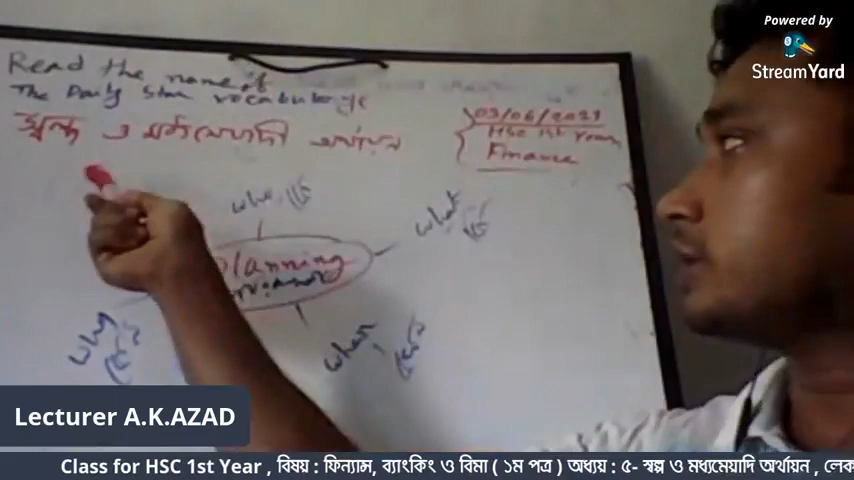 Powered by
StreamYard
Read the name of
The Daily Star vocabulary
স্বল্প ও মধ্যমেয়াদী অর্থায়ন
03/06/2021
HSC 1st Year
Finance
who, কে
what কি
Planning
why কেন
when, কখন
Lecturer A.K.AZAD
Class for HSC 1st Year , বিষয় : ফিন্যান্স, ব্যাংকিং ও বিমা ( ১ম পত্র ) অধ্যায় : ৫- স্বল্প ও মধ্যমেয়াদি অর্থায়ন , লেক